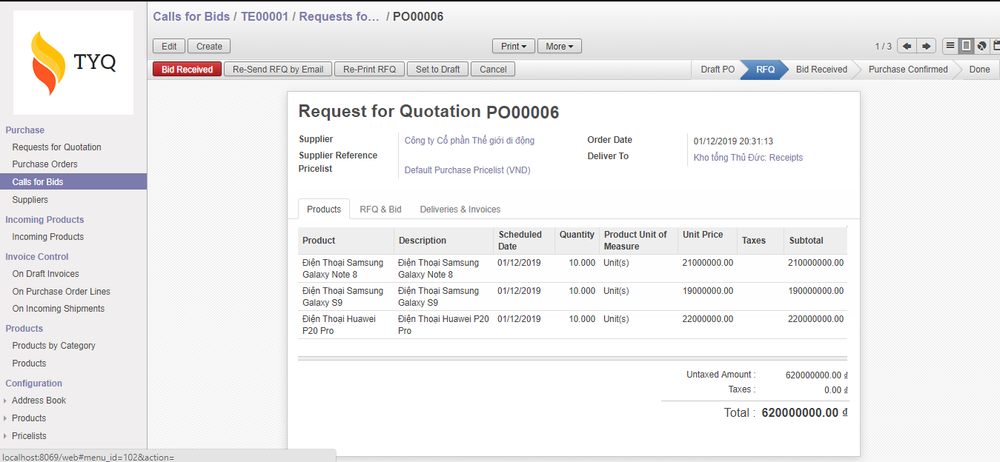 TYQ
Purchase
Requests for Quotation
Purchase Orders
Calls for Bids
Suppliers
Incoming Products
Incoming Products
Invoice Control
On Draft Invoices
On Purchase Order Lines
On Incoming Shipments
Products
Products by Category
Products
Configuration
Address Book
Products
Pricelists
localhost:8069/web#menu_id=102&action=
Calls for Bids / TE00001 / Requests fo... / PO00006
Edit Create Print More 1 / 3
Bid Received Re-Send RFQ by Email Re-Print RFQ Set to Draft Cancel Draft PO RFQ Bid Received Purchase Confirmed Done
Request for Quotation PO00006
Supplier Công ty Cổ phần Thế giới di động Order Date 01/12/2019 20:31:13
Supplier Reference Deliver To Kho tổng Thủ Đức: Receipts
Pricelist Default Purchase Pricelist (VND)
Products RFQ & Bid Deliveries & Invoices
Product Description Scheduled Date Quantity Product Unit of Measure Unit Price Taxes Subtotal
Điện Thoại Samsung Điện Thoại Samsung 01/12/2019 10.000 Unit(s) 21000000.00 210000000.00
Galaxy Note 8 Galaxy Note 8
Điện Thoại Samsung Điện Thoại Samsung 01/12/2019 10.000 Unit(s) 19000000.00 190000000.00
Galaxy S9 Galaxy S9
Điện Thoại Huawei Điện Thoại Huawei P20 01/12/2019 10.000 Unit(s) 22000000.00 220000000.00
P20 Pro Pro
Untaxed Amount : 620000000.00 ₫
Taxes : 0.00 ₫
Total : 620000000.00 ₫